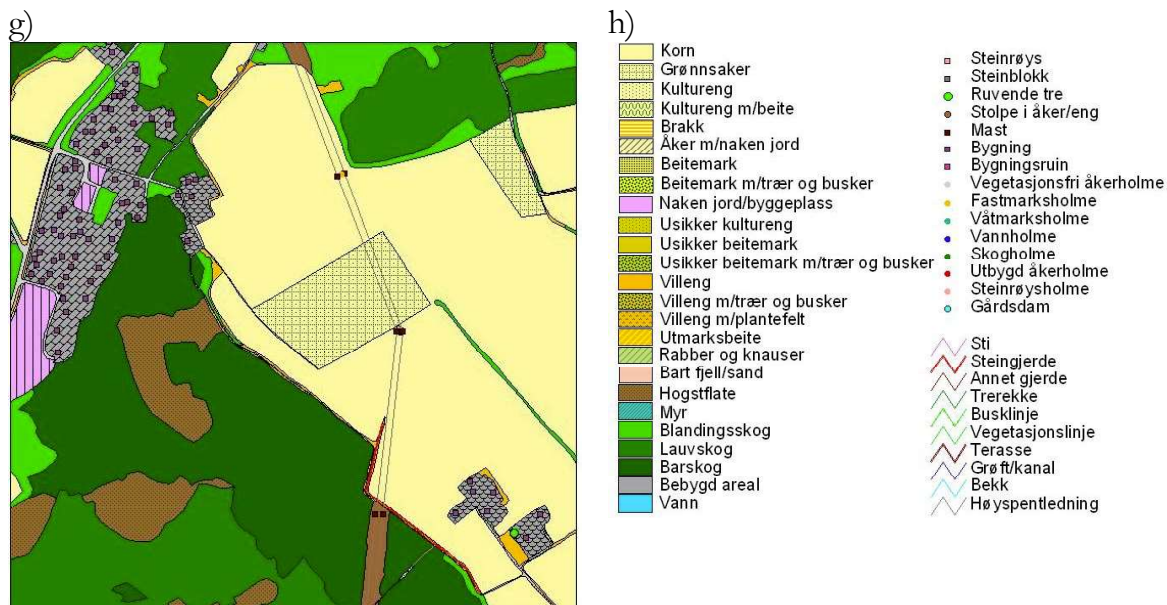 g)
h)
Korn
Grønnsaker
Kultureng
Kultureng m/beite
Brakk
Åker m/naken jord
Beitemark
Beitemark m/trær og busker
Naken jord/byggeplass
Usikker kultureng
Usikker beitemark
Usikker beitemark m/trær og busker
Villeng
Villeng m/trær og busker
Villeng m/plantefelt
Utmarksbeite
Rabber og knauser
Bart fjell/sand
Hogstflate
Myr
Blandingsskog
Lauvskog
Barskog
Bebygd areal
Vann
Steinrøys
Steinblokk
Ruvende tre
Stolpe i åker/eng
Mast
Bygning
Bygningsruin
Vegetasjonsfri åkerholme
Fastmarksholme
Våtmarksholme
Vannholme
Skogholme
Utbygd åkerholme
Steinrøysholme
Gårdsdam
Sti
Steingjerde
Annet gjerde
Trerekke
Busklinje
Vegetasjonslinje
Terasse
Grøft/kanal
Bekk
Høyspentledning